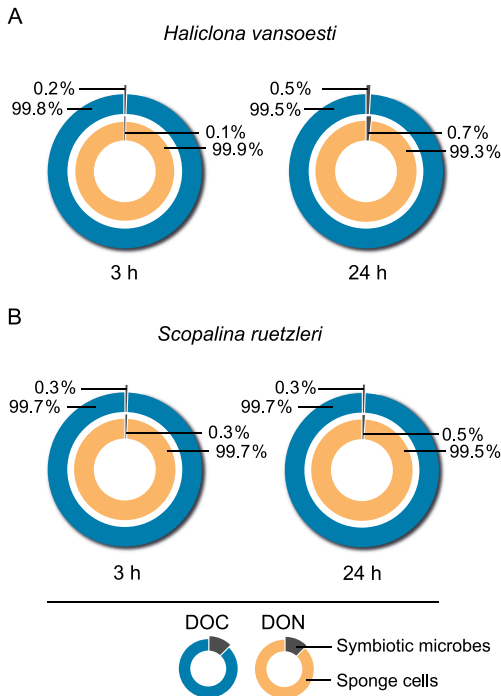 A
Haliclona vansoesti
0.2%
99.8%
0.1%
99.9%
3 h
0.5%
99.5%
0.7%
99.3%
24 h
B
Scopalina ruetzleri
0.3%
99.7%
0.3%
99.7%
3 h
0.3%
99.7%
0.5%
99.5%
24 h
DOC
DON
Symbiotic microbes
Sponge cells